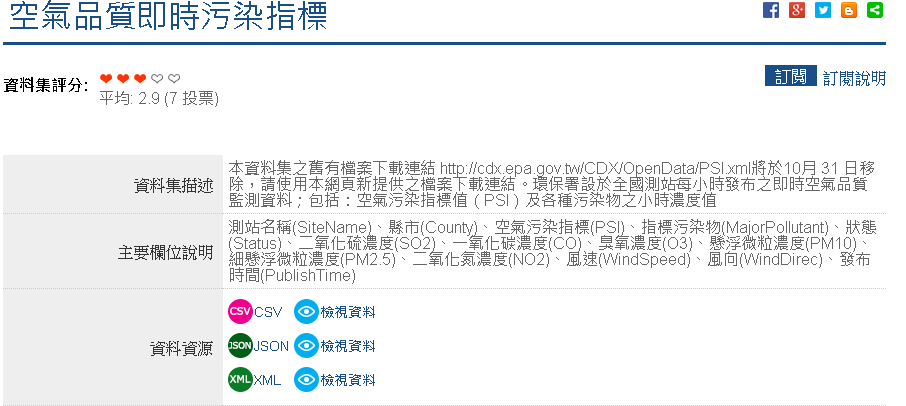 空氣品質即時污染指標
資料集評分:
平均: 2.9 (7 投票)
訂閱 訂閱說明
資料集描述
本資料集之舊有檔案下載連結 http://cdx.epa.gov.tw/CDX/OpenData/PSI.xml將於10月 31 日移
除，請使用本網頁新提供之檔案下載連結。環保署設於全國測站每小時發布之即時空氣品質
監測資料；包括：空氣污染指標值（PSI）及各種污染物之小時濃度值
主要欄位說明
測站名稱(SiteName)、縣市(County)、空氣污染指標(PSI)、指標污染物(MajorPollutant)、狀態
(Status)、二氧化硫濃度(SO2)、一氧化碳濃度(CO)、臭氧濃度(O3)、懸浮微粒濃度(PM10)、
細懸浮微粒濃度(PM2.5)、二氧化氮濃度(NO2)、風速(WindSpeed)、風向(WindDirec)、發布
時間(PublishTime)
資料資源
CSV CSV 檢視資料
JSON JSON 檢視資料
XML XML 檢視資料